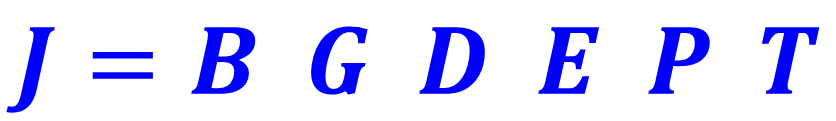 J = B G D E P T